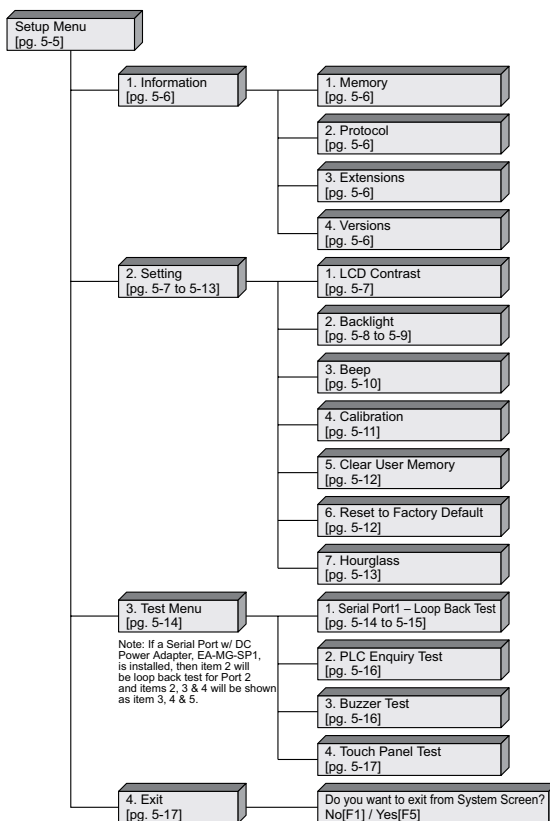 Setup Menu
[pg. 5-5]
1. Information
[pg. 5-6]
1. Memory
[pg. 5-6]
2. Protocol
[pg. 5-6]
3. Extensions
[pg. 5-6]
4. Versions
[pg. 5-6]
2. Setting
[pg. 5-7 to 5-13]
1. LCD Contrast
[pg. 5-7]
2. Backlight
[pg. 5-8 to 5-9]
3. Beep
[pg. 5-10]
4. Calibration
[pg. 5-11]
5. Clear User Memory
[pg. 5-12]
6. Reset to Factory Default
[pg. 5-12]
7. Hourglass
[pg. 5-13]
3. Test Menu
[pg. 5-14]
Note: If a Serial Port w/ DC
Power Adapter, EA-MG-SP1,
is installed, then item 2 will
be loop back test for Port 2
and items 2, 3 & 4 will be shown
as item 3, 4 & 5.
1. Serial Port1 – Loop Back Test
[pg. 5-14 to 5-15]
2. PLC Enquiry Test
[pg. 5-16]
3. Buzzer Test
[pg. 5-16]
4. Touch Panel Test
[pg. 5-17]
4. Exit
[pg. 5-17]
Do you want to exit from System Screen?
No[F1] / Yes[F5]